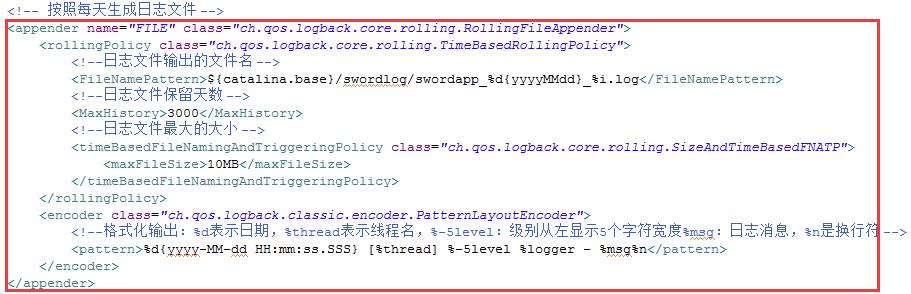 <!-- 按照每天生成日志文件 -->
<appender name="FILE" class="ch.qos.logback.core.rolling.RollingFileAppender">
<rollingPolicy class="ch.qos.logback.core.rolling.TimeBasedRollingPolicy">
<!--日志文件输出的文件名 -->
<FileNamePattern>${catalina.base}/swordlog/swordapp_%d{yyyyMMdd}_%i.log</FileNamePattern>
<!--日志文件保留天数 -->
<MaxHistory>3000</MaxHistory>
<!--日志文件最大的大小 -->
<timeBasedFileNamingAndTriggeringPolicy class="ch.qos.logback.core.rolling.SizeAndTimeBasedFNATP">
<maxFileSize>10MB</maxFileSize>
</timeBasedFileNamingAndTriggeringPolicy>
</rollingPolicy>
<encoder class="ch.qos.logback.classic.encoder.PatternLayoutEncoder">
<!--格式化输出：%d表示日期，%thread表示线程名，%-5level：级别从左显示5个字符宽度%msg：日志消息，%n是换行符 -->
<pattern>%d{yyyy-MM-dd HH:mm:ss.SSS} [%thread] %-5level %logger - %msg%n</pattern>
</encoder>
</appender>